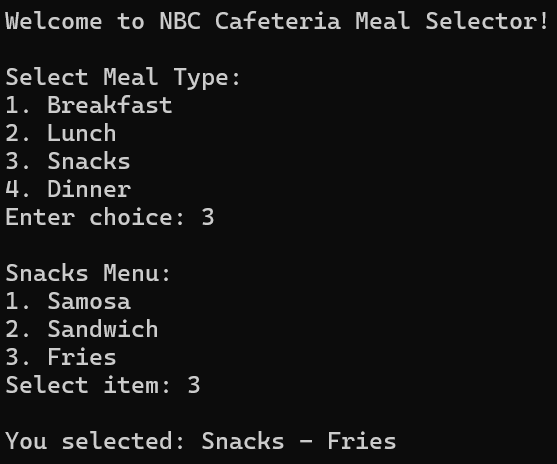 Welcome to NBC Cafeteria Meal Selector!
Select Meal Type:
1. Breakfast
2. Lunch
3. Snacks
4. Dinner
Enter choice: 3
Snacks Menu:
1. Samosa
2. Sandwich
3. Fries
Select item: 3
You selected: Snacks - Fries